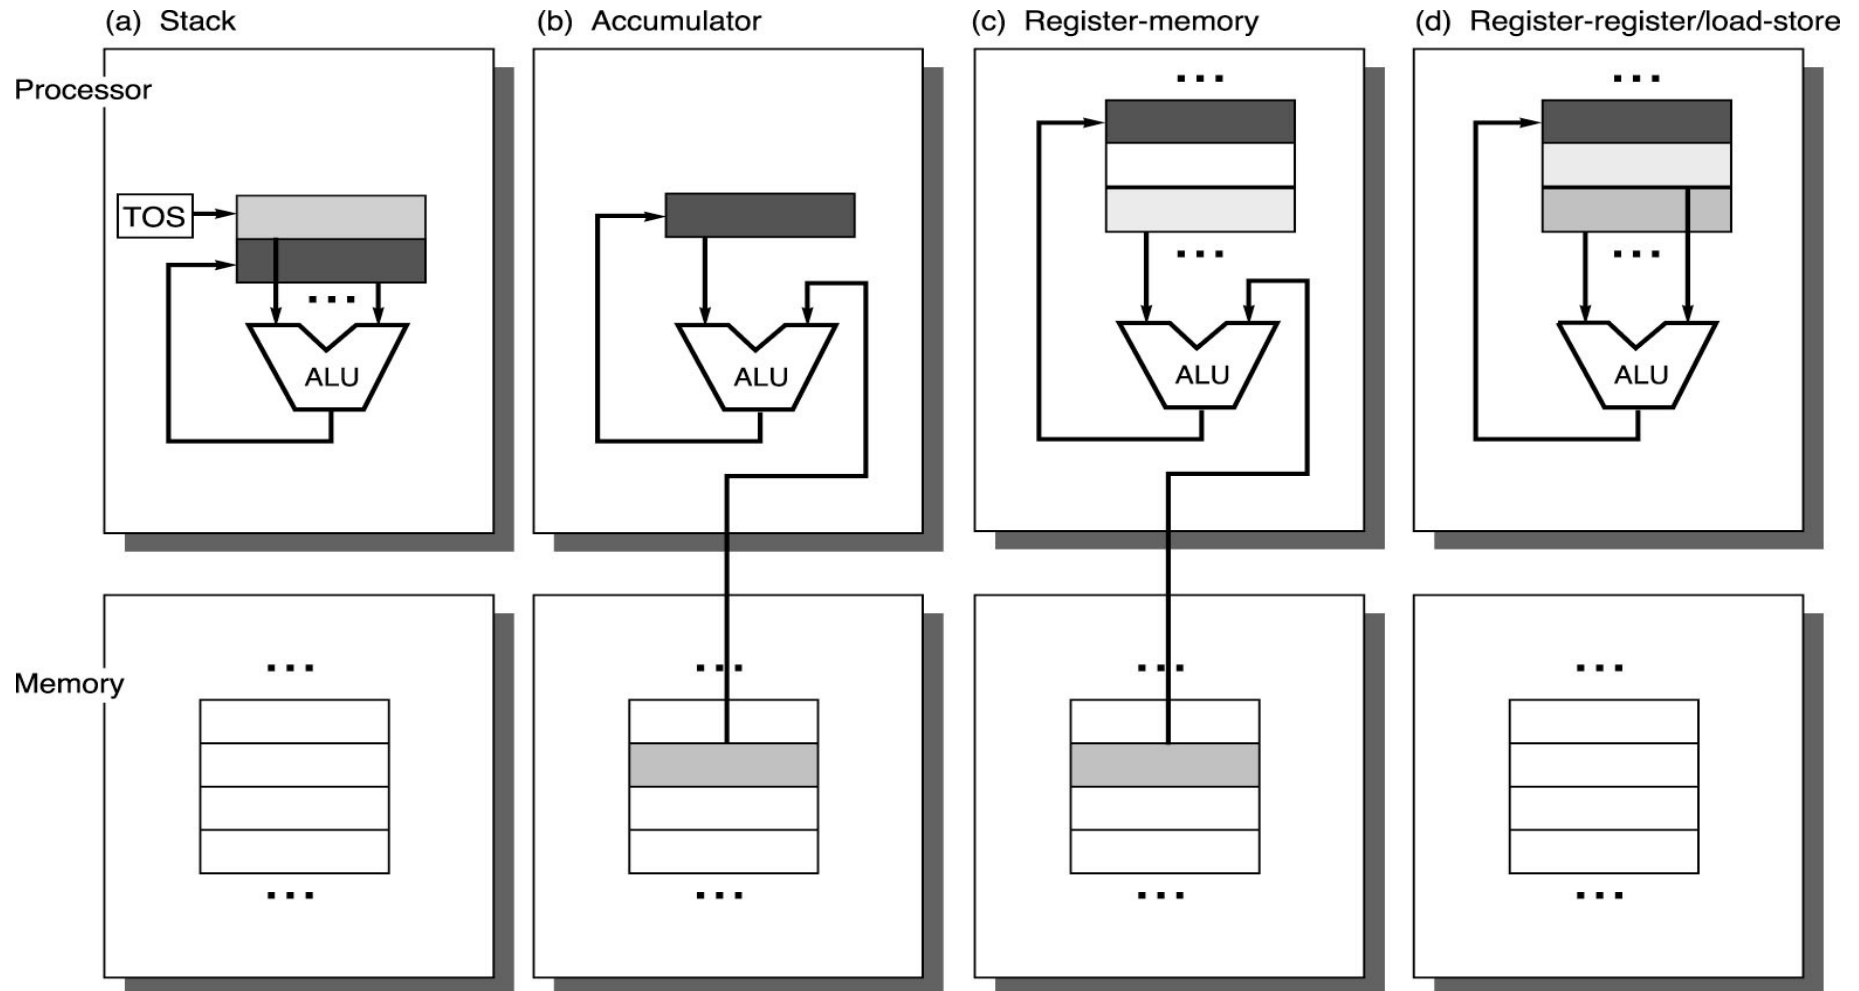 (a) Stack
(b) Accumulator
(c) Register-memory
(d) Register-register/load-store
Processor
TOS
ALU
ALU
ALU
ALU
Memory